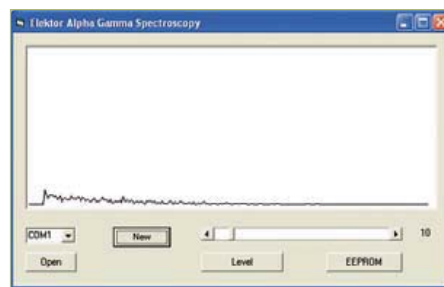 Elektor Alpha Gamma Spectroscopy
COM1 New 10
Open Level EEPROM